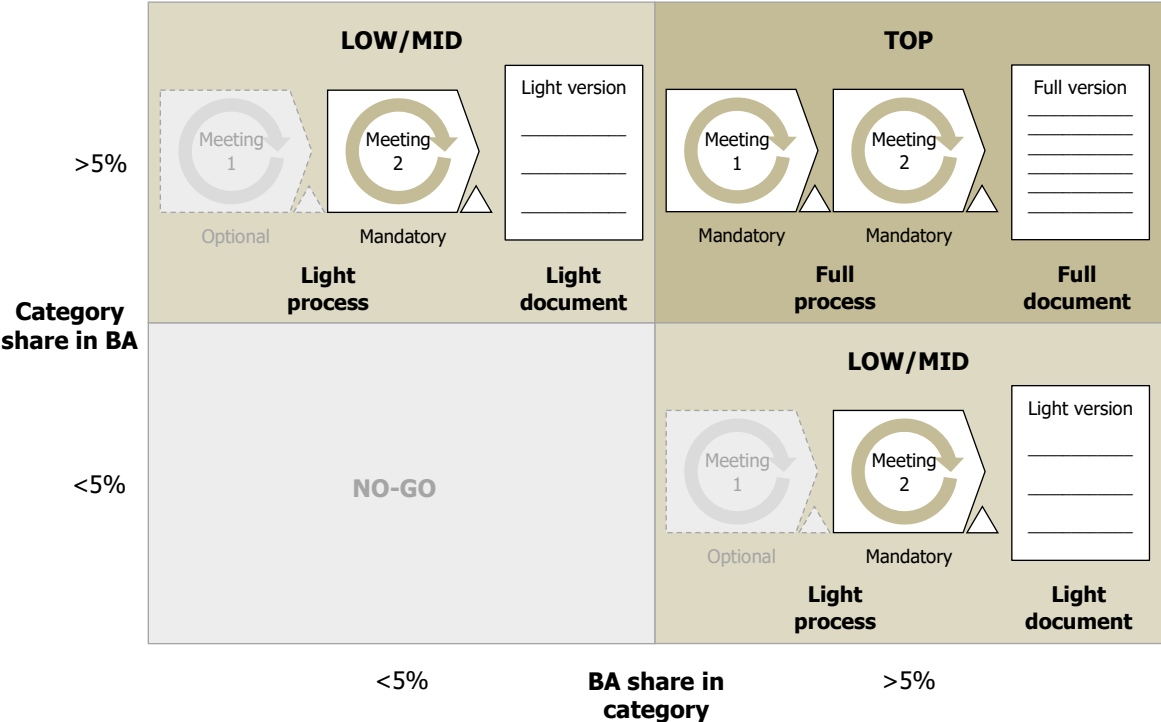 LOW/MID
Meeting
1
Optional
Meeting
2
Mandatory
Light version
Light
process
Light
document
TOP
Meeting
1
Mandatory
Meeting
2
Mandatory
Full version
Full
process
Full
document
>5%
Category
share in BA
<5%
NO-GO
LOW/MID
Meeting
1
Optional
Meeting
2
Mandatory
Light version
Light
process
Light
document
<5%
BA share in
category
>5%